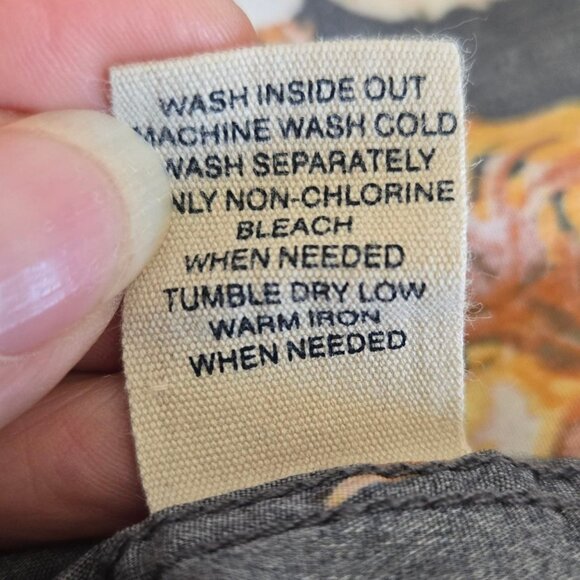 WASH INSIDE OUT
MACHINE WASH COLD
WASH SEPARATELY
ONLY NON-CHLORINE
BLEACH
WHEN NEEDED
TUMBLE DRY LOW
WARM IRON
WHEN NEEDED